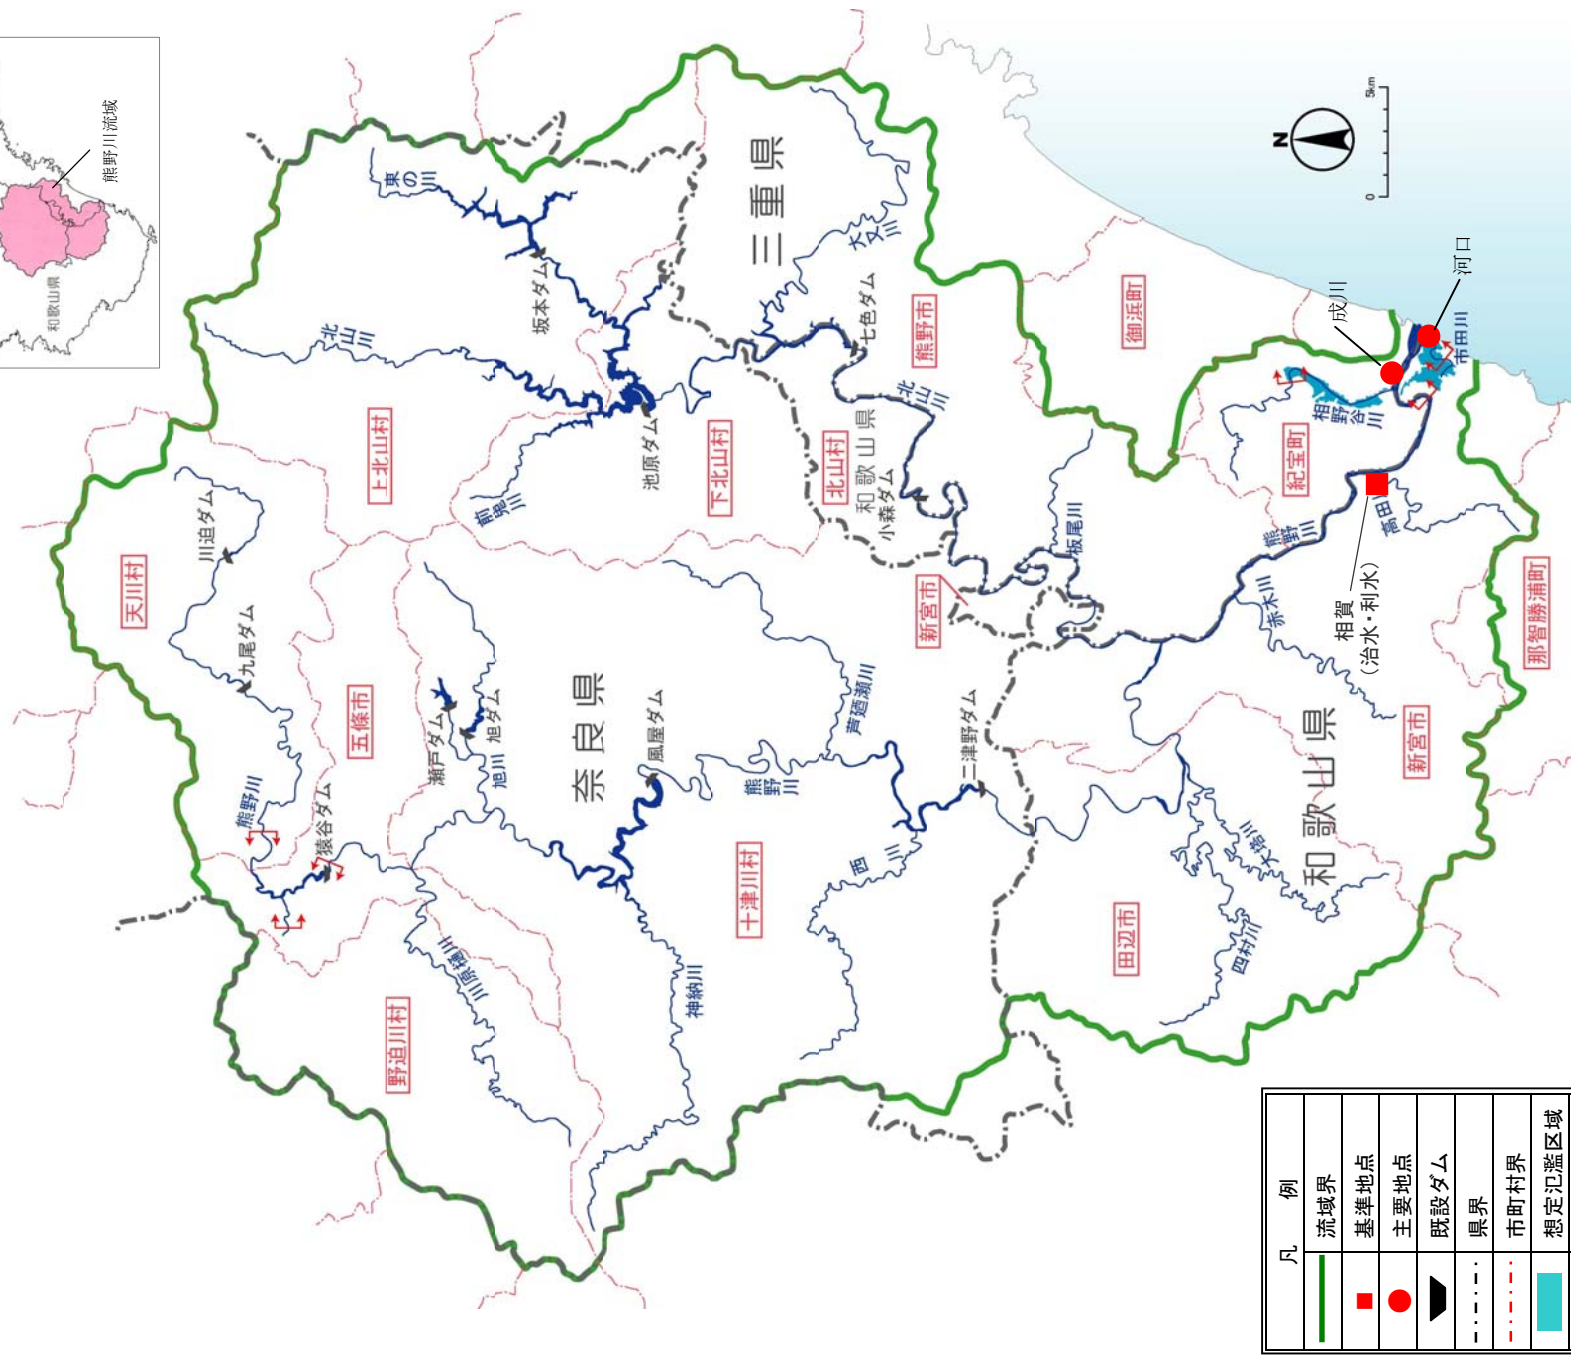 和歌山県
熊野川流域
N
0
5km
三重県
奈良県
和歌山県
和歌山県
天川村
五條市
上北山村
下北山村
北山村
野迫川村
十津川村
新宮市
田辺市
新宮市
那智勝浦町
紀宝町
御浜町
熊野市
東の川
北山川
前鬼川
大又川
北山川
板尾川
熊野川
旭川
川原樋川
神納川
芦廼瀬川
熊野川
西川
大塔川
四村川
赤木川
熊野川
高田川
相野谷川
市田川
川迫ダム
九尾ダム
猿谷ダム
瀬戸ダム
旭ダム
風屋ダム
二津野ダム
坂本ダム
池原ダム
七色ダム
小森ダム
成川
河口
相賀
(治水・利水)
凡例
流域界
基準地点
主要地点
既設ダム
県界
市町村界
想定氾濫区域